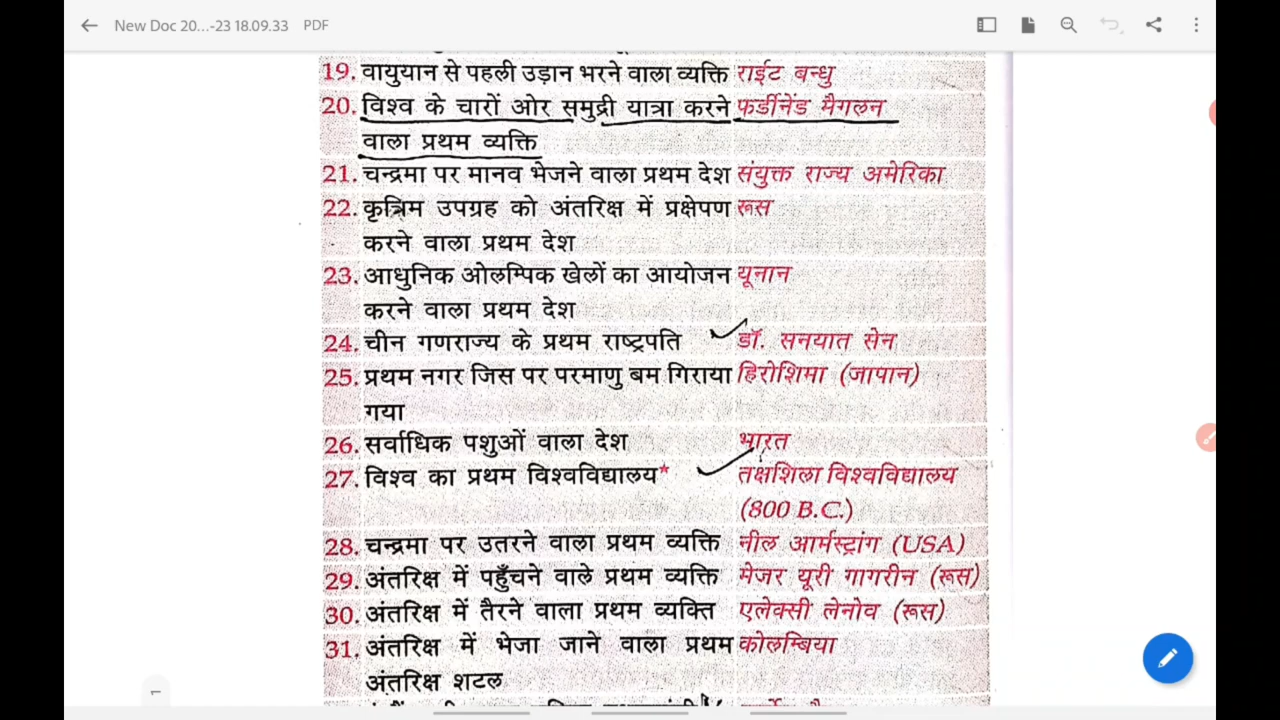 New Doc 20...-23 18.09.33 PDF
19. वायुयान से पहली उड़ान भरने वाला व्यक्ति राईट बन्धु
20. विश्व के चारों ओर समुद्री यात्रा करने फर्डीनेंड मैगलन
वाला प्रथम व्यक्ति
21. चन्द्रमा पर मानव भेजने वाला प्रथम देश संयुक्त राज्य अमेरिका
22. कृत्रिम उपग्रह को अंतरिक्ष में प्रक्षेपण रूस
करने वाला प्रथम देश
23. आधुनिक ओलम्पिक खेलों का आयोजन यूनान
करने वाला प्रथम देश
24. चीन गणराज्य के प्रथम राष्ट्रपति डॉ. सनयात सेन
25. प्रथम नगर जिस पर परमाणु बम गिराया हिरोशिमा (जापान)
गया
26. सर्वाधिक पशुओं वाला देश भारत
27. विश्व का प्रथम विश्वविद्यालय* तक्षशिला विश्वविद्यालय
(800 B.C.)
28. चन्द्रमा पर उतरने वाला प्रथम व्यक्ति नील आर्मस्ट्रांग (USA)
29. अंतरिक्ष में पहुँचने वाले प्रथम व्यक्ति मेजर यूरी गागरीन (रूस)
30. अंतरिक्ष में तैरने वाला प्रथम व्यक्ति एलेक्सी लेनोव (रूस)
31. अंतरिक्ष में भेजा जाने वाला प्रथम कोलम्बिया
अंतरिक्ष शटल
1